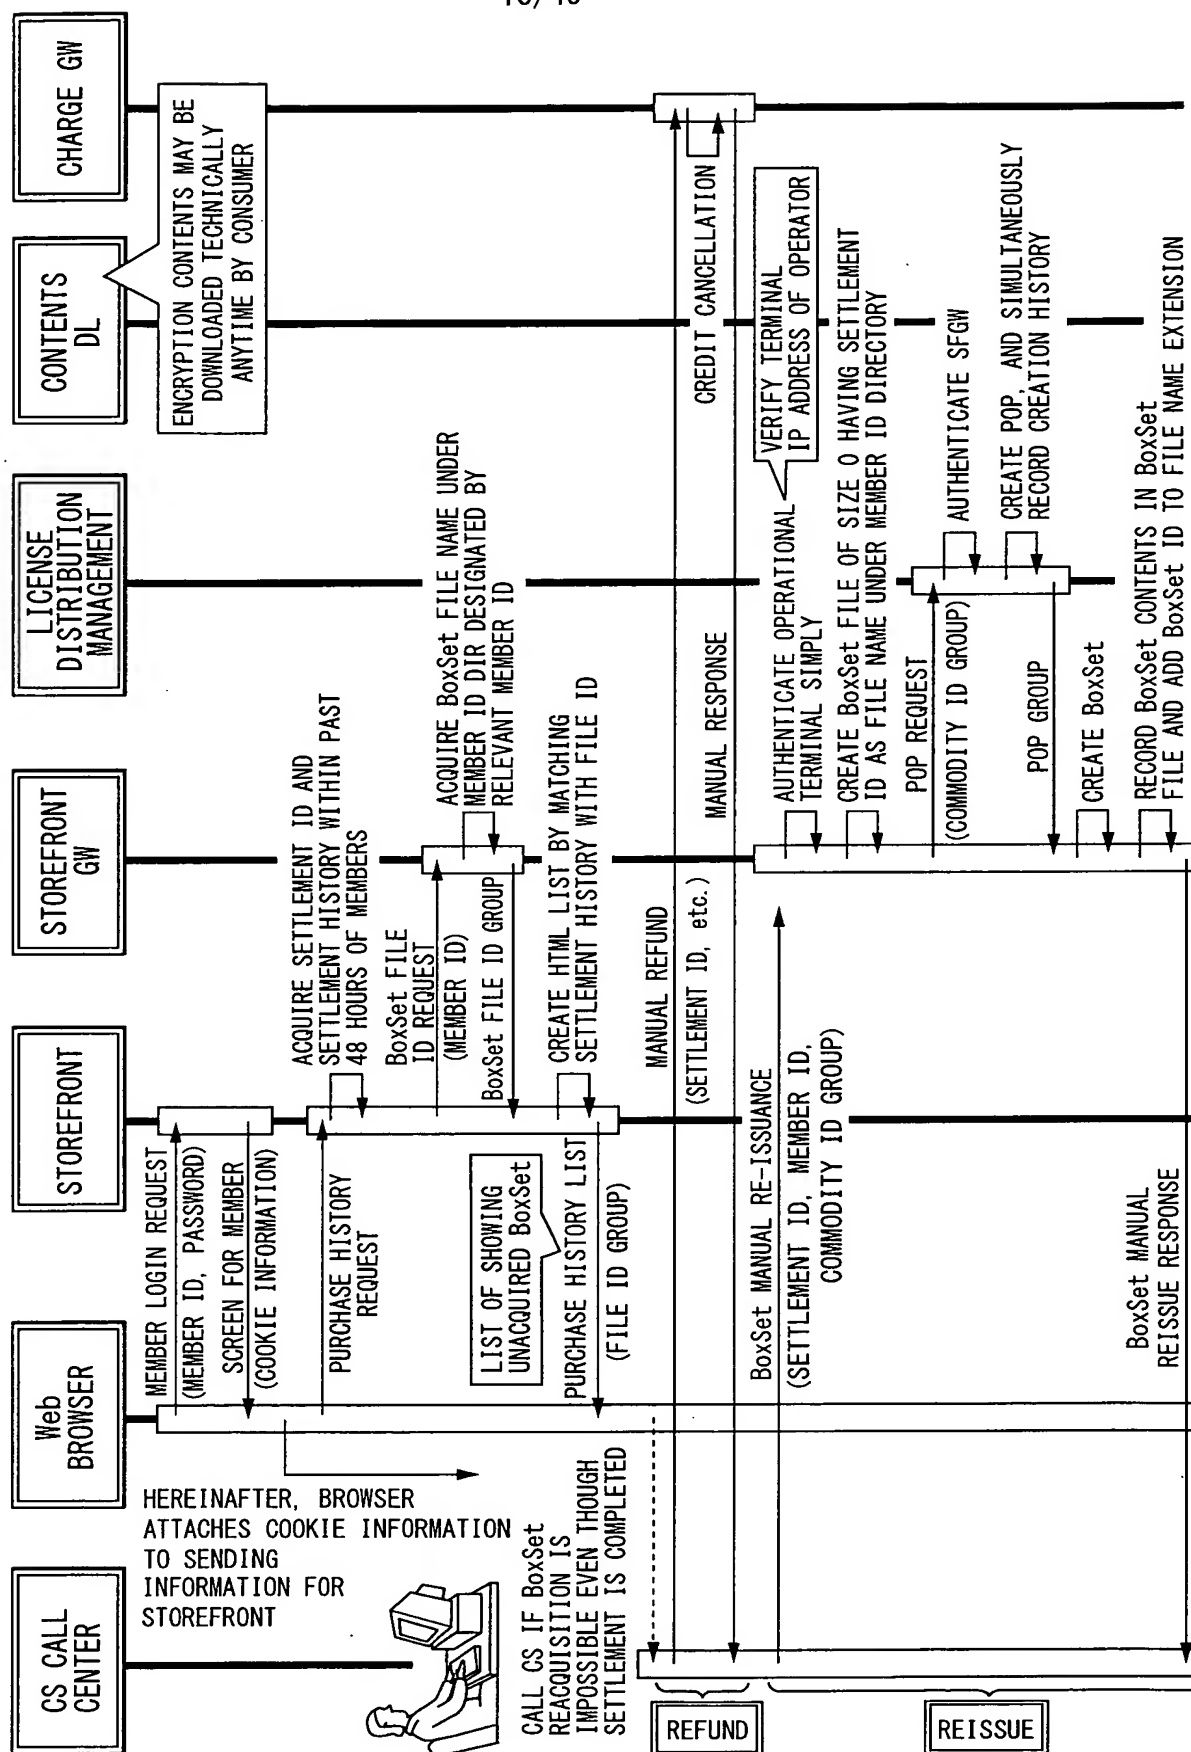 CS CALL
CENTER
Web
BROWSER
STOREFRONT
STOREFRONT
GW
LICENSE
DISTRIBUTION
MANAGEMENT
CONTENTS
DL
CHARGE GW
ENCRYPTION CONTENTS MAY BE
DOWNLOADED TECHNICALLY
ANYTIME BY CONSUMER
MEMBER LOGIN REQUEST
(MEMBER ID, PASSWORD)
SCREEN FOR MEMBER
(COOKIE INFORMATION)
HEREINAFTER, BROWSER
ATTACHES COOKIE INFORMATION
TO SENDING
INFORMATION FOR
STOREFRONT
PURCHASE HISTORY
REQUEST
ACQUIRE SETTLEMENT ID AND
SETTLEMENT HISTORY WITHIN PAST
48 HOURS OF MEMBERS
BoxSet FILE
ID REQUEST
(MEMBER ID)
ACQUIRE BoxSet FILE NAME UNDER
MEMBER ID DIR DESIGNATED BY
RELEVANT MEMBER ID
BoxSet FILE ID GROUP
CREATE HTML LIST BY MATCHING
SETTLEMENT HISTORY WITH FILE ID
LIST OF SHOWING
UNACQUIRED BoxSet
PURCHASE HISTORY LIST
(FILE ID GROUP)
CALL CS IF BoxSet
REACQUISITION IS
IMPOSSIBLE EVEN THOUGH
SETTLEMENT IS COMPLETED
MANUAL REFUND
(SETTLEMENT ID, etc.)
CREDIT CANCELLATION
MANUAL RESPONSE
REFUND
BoxSet MANUAL RE-ISSUANCE
(SETTLEMENT ID, MEMBER ID,
COMMODITY ID GROUP)
AUTHENTICATE OPERATIONAL
TERMINAL SIMPLY
VERIFY TERMINAL
IP ADDRESS OF OPERATOR
CREATE BoxSet FILE OF SIZE 0 HAVING SETTLEMENT
ID AS FILE NAME UNDER MEMBER ID DIRECTORY
POP REQUEST
(COMMODITY ID GROUP)
AUTHENTICATE SFGW
CREATE POP, AND SIMULTANEOUSLY
RECORD CREATION HISTORY
POP GROUP
CREATE BoxSet
RECORD BoxSet CONTENTS IN BoxSet
FILE AND ADD BoxSet ID TO FILE NAME EXTENSION
BoxSet MANUAL
REISSUE RESPONSE
REISSUE